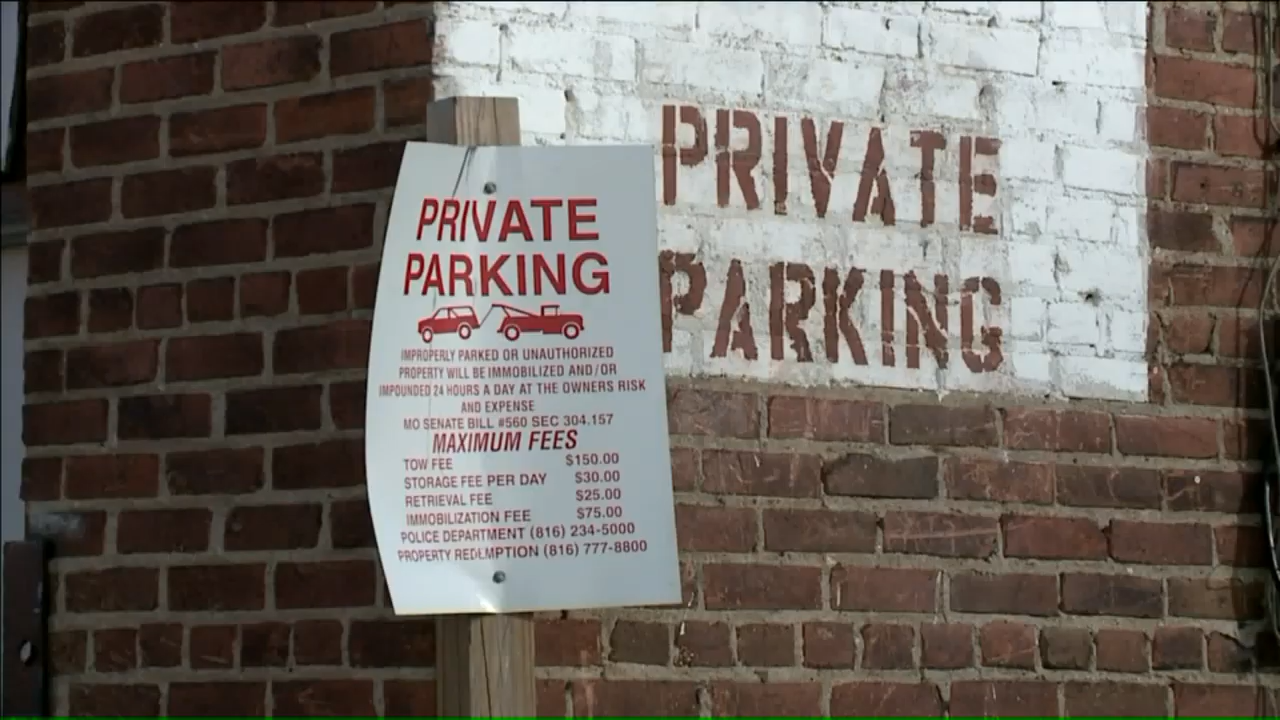 PRIVATE
PARKING
IMPROPERLY PARKED OR UNAUTHORIZED
PROPERTY WILL BE IMMOBILIZED AND/OR
IMPOUNDED 24 HOURS A DAY AT THE OWNERS RISK
AND EXPENSE
MO SENATE BILL #560 SEC 304.157
MAXIMUM FEES
TOW FEE $150.00
STORAGE FEE PER DAY $30.00
RETRIEVAL FEE $25.00
IMMOBILIZATION FEE $75.00
POLICE DEPARTMENT (816) 234-5000
PROPERTY REDEMPTION (816) 777-8800
PRIVATE
PARKING